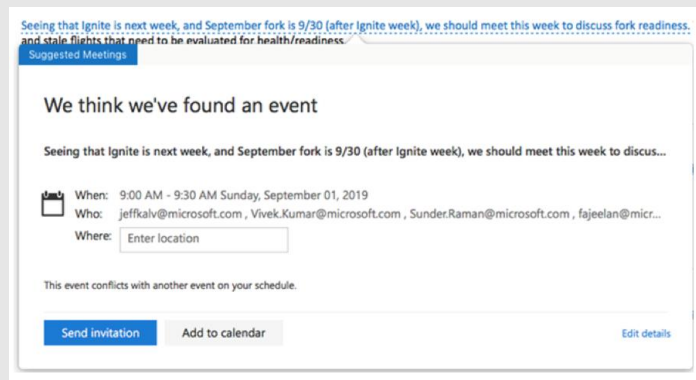 Seeing that Ignite is next week, and September fork is 9/30 (after Ignite week), we should meet this week to discuss fork readiness.
and stale flights that need to be evaluated for health/readiness
Suggested Meetings
We think we've found an event
Seeing that Ignite is next week, and September fork is 9/30 (after Ignite week), we should meet this week to discus...
When: 9:00 AM - 9:30 AM Sunday, September 01, 2019
Who: jeffkalv@microsoft.com , Vivek.Kumar@microsoft.com , Sunder.Raman@microsoft.com , fajeelan@micr...
Where: Enter location
This event conflicts with another event on your schedule.
Send invitation Add to calendar Edit details